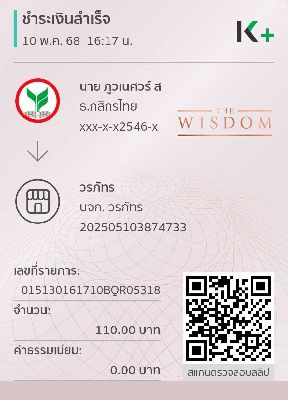 ชำระเงินสำเร็จ
10 พ.ค. 68 16:17 น.
K+
นาย ภูวเนศวร์ ส
ธ.กสิกรไทย
xxx-x-x2546-x
THE
WISDOM
วรภัทร
บจก. วรภัทร
202505103874733
เลขที่รายการ:
015130161710BQR05318
จำนวน:
110.00 บาท
ค่าธรรมเนียม:
0.00 บาท
สแกนตรวจสอบสลิป